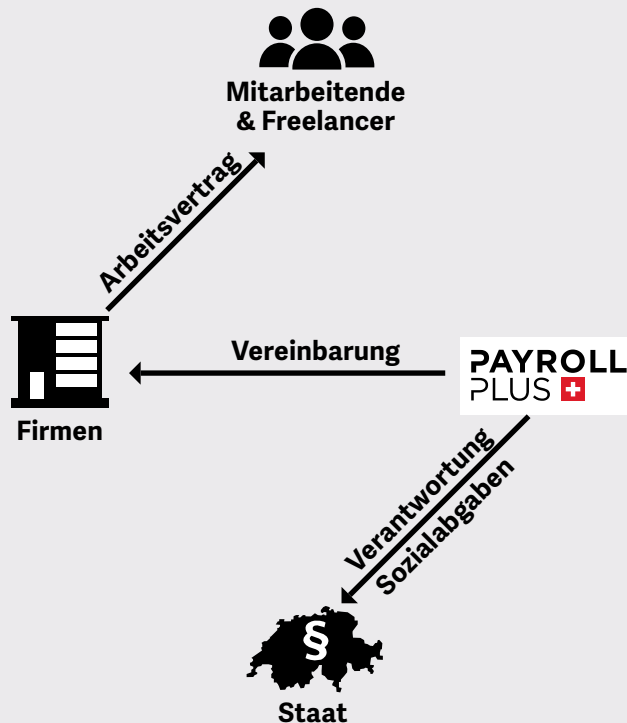 Mitarbeitende
& Freelancer
Arbeitsvertrag
Vereinbarung
PAYROLL
PLUS
Firmen
Verantwortung
Sozialabgaben
§
Staat